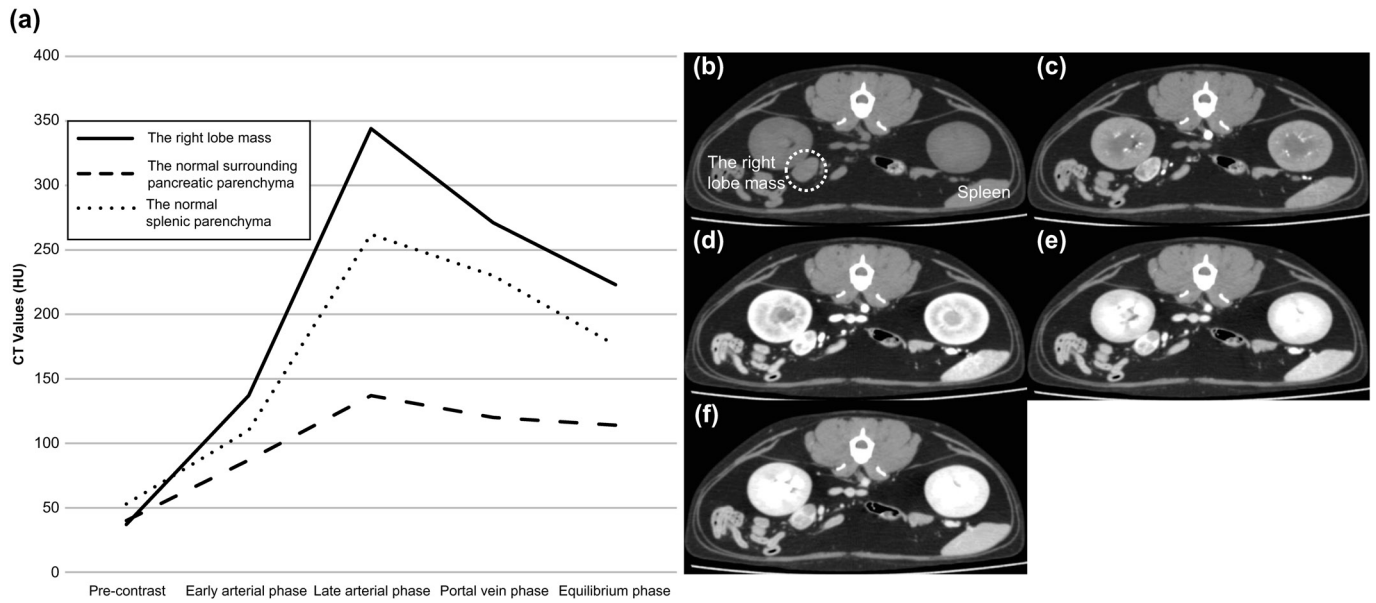 (a)
400
350
300
250
200
150
100
50
0
CT Values (HU)
The right lobe mass
The normal surrounding
pancreatic parenchyma
The normal
splenic parenchyma
Pre-contrast
Early arterial phase
Late arterial phase
Portal vein phase
Equilibrium phase
(b)
The right
lobe mass
Spleen
(c)
(d)
(e)
(f)